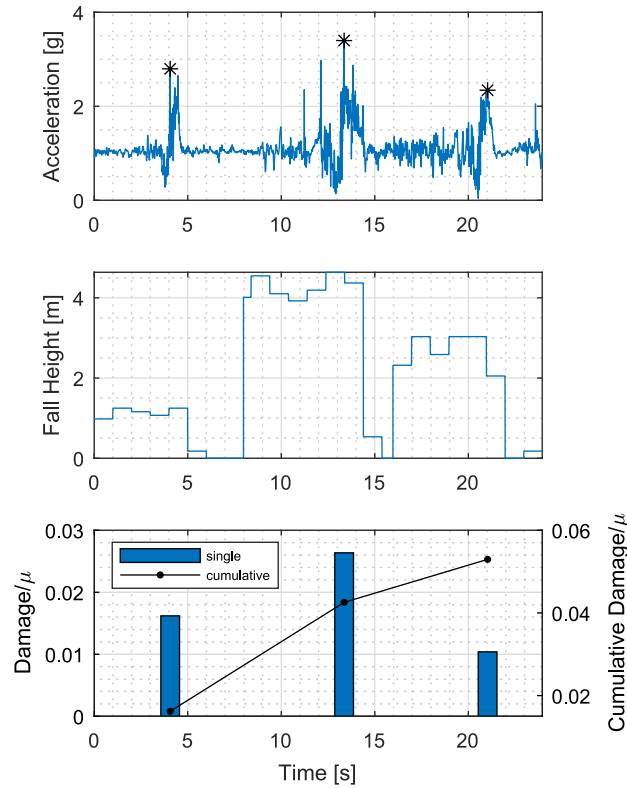 Acceleration [g]
4
2
0
0 5 10 15 20
Fall Height [m]
4
2
0
0 5 10 15 20
Damage/μ
0.03
0.02
0.01
0
single
cumulative
0.06
0.04
0.02
Cumulative Damage/μ
0 5 10 15 20
Time [s]